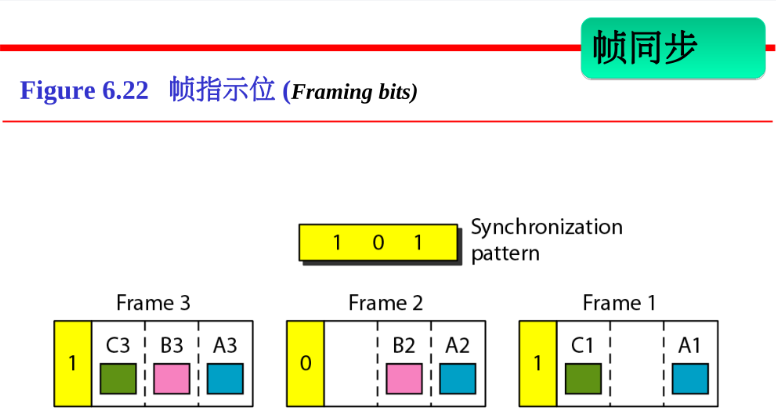 帧同步
Figure 6.22 帧指示位 (Framing bits)
1 0 1
Synchronization
pattern
Frame 3
Frame 2
Frame 1
1 C3 B3 A3
0 B2 A2
1 C1 A1